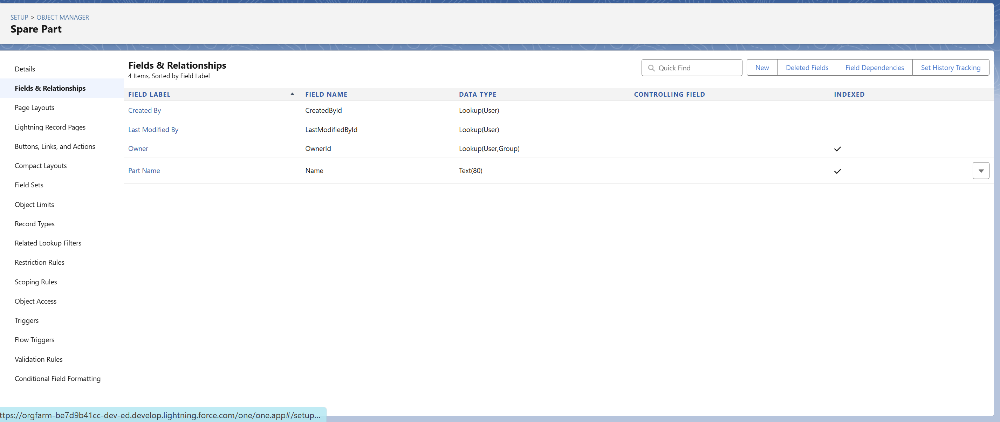 SETUP > OBJECT MANAGER
Spare Part
Details
Fields & Relationships
Page Layouts
Lightning Record Pages
Buttons, Links, and Actions
Compact Layouts
Field Sets
Object Limits
Record Types
Related Lookup Filters
Restriction Rules
Scoping Rules
Object Access
Triggers
Flow Triggers
Validation Rules
Conditional Field Formatting
Fields & Relationships
4 Items, Sorted by Field Label
Quick Find
New Deleted Fields Field Dependencies Set History Tracking
FIELD LABEL FIELD NAME DATA TYPE CONTROLLING FIELD INDEXED
Created By CreatedById Lookup(User)
Last Modified By LastModifiedById Lookup(User)
Owner OwnerId Lookup(User,Group)
Part Name Name Text(80)
ttps://orgfarm-be7d9b41cc-dev-ed.develop.lightning.force.com/one/one.app#/setup...